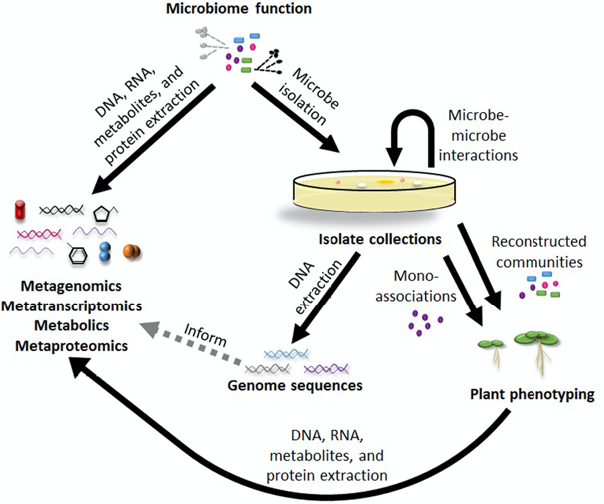 Microbiome function
DNA, RNA,
metabolites, and
protein extraction
Microbe
isolation
Microbe-
microbe
interactions
Isolate collections
Metagenomics
Metatranscriptomics
Metabolics
Metaproteomics
DNA
extraction
Mono-
associations
Reconstructed
communities
Inform
Genome sequences
Plant phenotyping
DNA, RNA,
metabolites, and
protein extraction